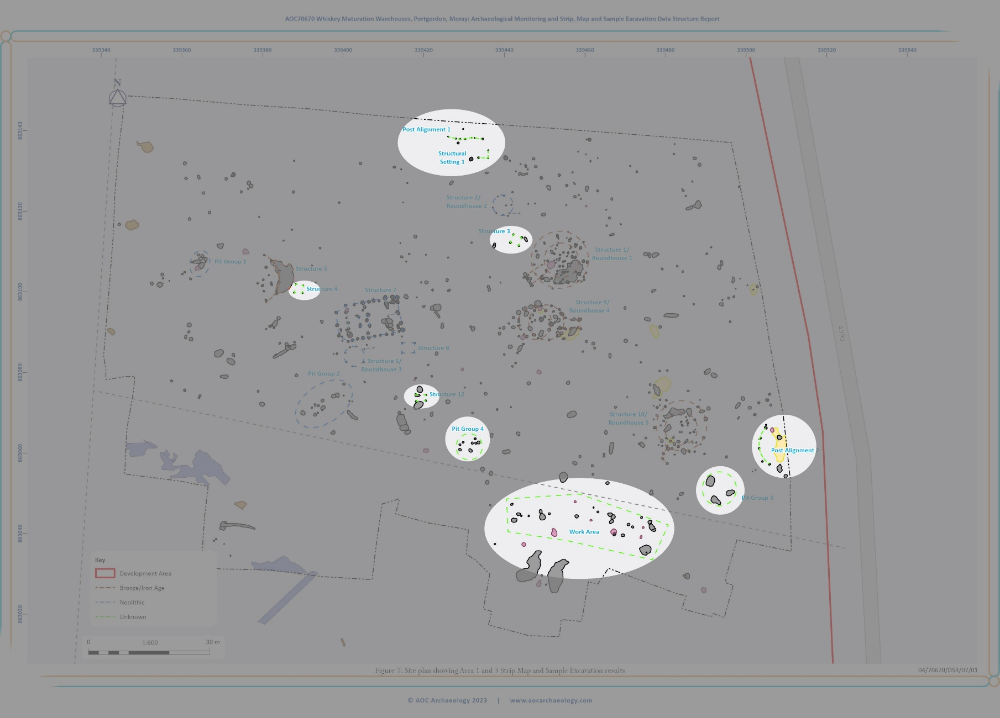 AOC70670 Whiskey Maturation Warehouses, Portgordon, Moray: Archaeological Monitoring and Strip, Map and Sample Excavation Data Structure Report
339340 339360 339380 339400 339420 339440 339460 339480 339500 339520 339540
N
863140
863120
863100
863080
863060
863040
863020
Post Alignment 1
Structural
Setting 1
Structure 2/
Roundhouse 2
Structure 3
Structure 1/
Roundhouse 1
Pit Group 1
Structure 5
Structure 4
Structure 7
Structure 9/
Roundhouse 4
A990
Structure 8
Structure 6/
Roundhouse 3
Pit Group 2
Structure 12
Structure 10/
Roundhouse 5
Pit Group 4
Post Alignment 2
Pit Group 3
Work Area
Key
Development Area
Bronze/Iron Age
Neolithic
Unknown
0 1:600 30 m
Figure 7: Site plan showing Area 1 and 3 Strip Map and Sample Excavation results
04/70670/DSR/07/01
© AOC Archaeology 2023 | www.aocarchaeology.com